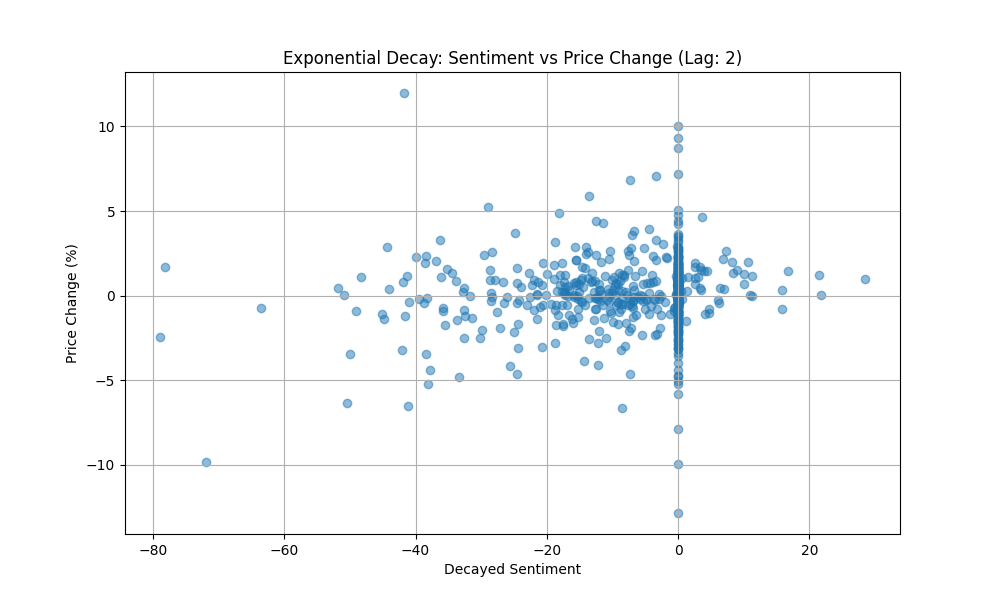 Exponential Decay: Sentiment vs Price Change (Lag: 2)
Price Change (%)
10
5
0
−5
−10
−80 −60 −40 −20 0 20
Decayed Sentiment